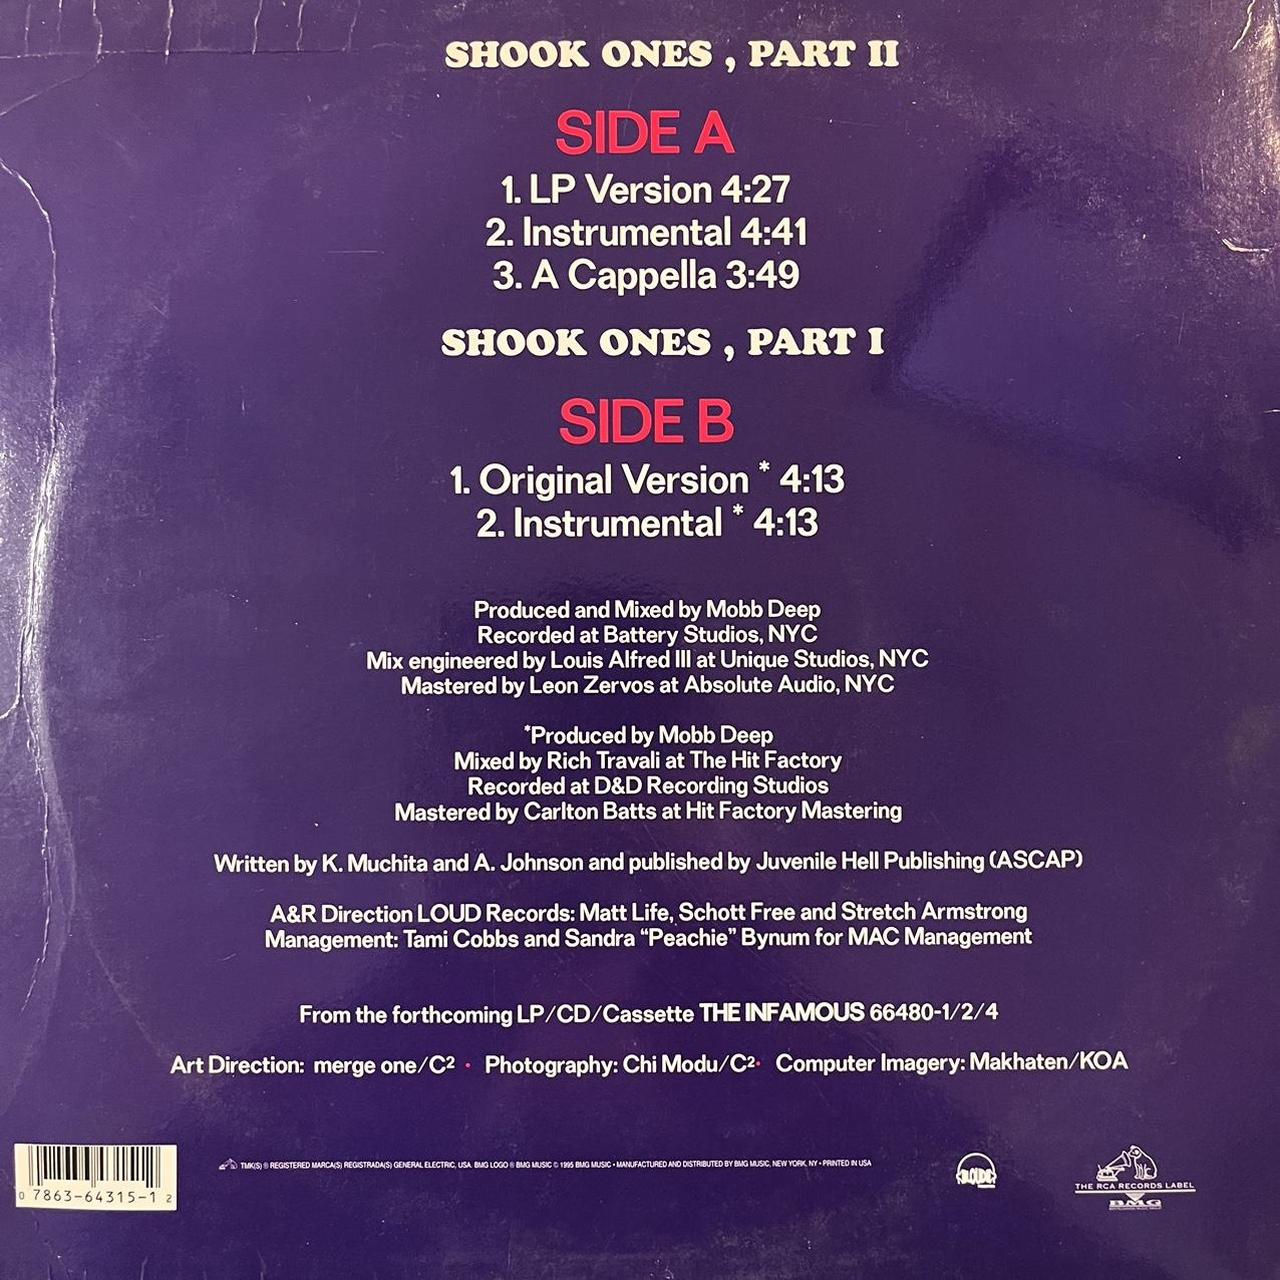 SHOOK ONES , PART II
SIDE A
1. LP Version 4:27
2. Instrumental 4:41
3. A Cappella 3:49
SHOOK ONES , PART I
SIDE B
1. Original Version * 4:13
2. Instrumental * 4:13
Produced and Mixed by Mobb Deep
Recorded at Battery Studios, NYC
Mix engineered by Louis Alfred III at Unique Studios, NYC
Mastered by Leon Zervos at Absolute Audio, NYC
*Produced by Mobb Deep
Mixed by Rich Travali at The Hit Factory
Recorded at D&D Recording Studios
Mastered by Carlton Batts at Hit Factory Mastering
Written by K. Muchita and A. Johnson and published by Juvenile Hell Publishing (ASCAP)
A&R Direction LOUD Records: Matt Life, Schott Free and Stretch Armstrong
Management: Tami Cobbs and Sandra “Peachie” Bynum for MAC Management
From the forthcoming LP/CD/Cassette THE INFAMOUS 66480-1/2/4
Art Direction: merge one/C² • Photography: Chi Modu/C² • Computer Imagery: Makhaten/KOA
TMK(S) ® REGISTERED MARCA(S) REGISTRADA(S) GENERAL ELECTRIC, USA. BMG LOGO ® BMG MUSIC © 1995 BMG MUSIC • MANUFACTURED AND DISTRIBUTED BY BMG MUSIC, NEW YORK, NY • PRINTED IN USA
0 7863-64315-1 2
LOUD
THE RCA RECORDS LABEL
BMG